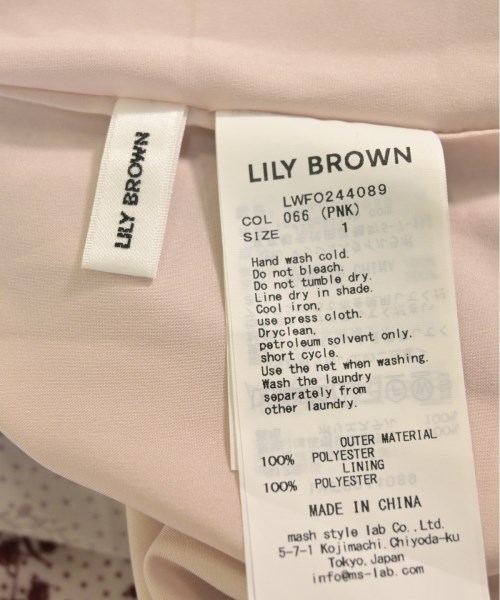 LILY BROWN
LILY BROWN
LWFO244089
COL 066 (PNK)
SIZE 1
Hand wash cold.
Do not bleach.
Do not tumble dry.
Line dry in shade.
Cool iron,
use press cloth.
Dryclean,
petroleum solvent only.
short cycle.
Use the net when washing.
Wash the laundry
separately from
other laundry.
OUTER MATERIAL
100% POLYESTER
LINING
100% POLYESTER
MADE IN CHINA
mash style lab Co.,Ltd.
5-7-1 Kojimachi, Chiyoda-ku
Tokyo, Japan
info@ms-lab.com